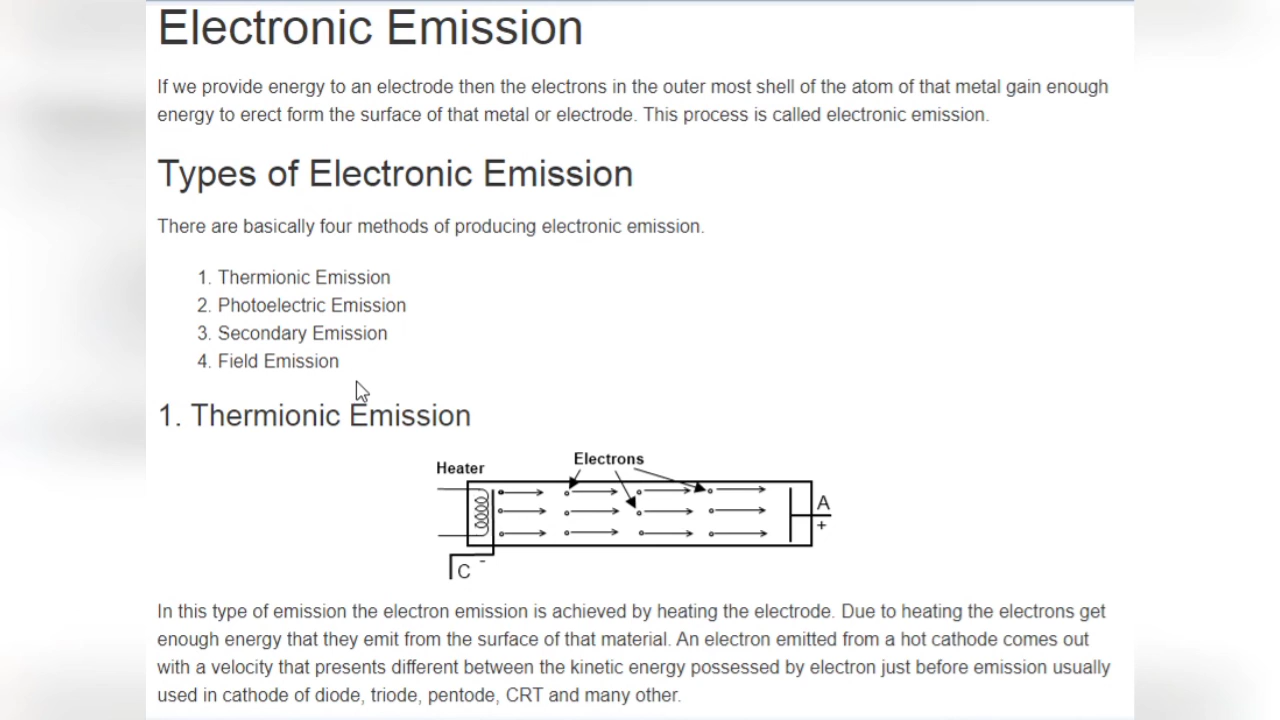 Electronic Emission
If we provide energy to an electrode then the electrons in the outer most shell of the atom of that metal gain enough
energy to erect form the surface of that metal or electrode. This process is called electronic emission.
Types of Electronic Emission
There are basically four methods of producing electronic emission.
1. Thermionic Emission
2. Photoelectric Emission
3. Secondary Emission
4. Field Emission
1. Thermionic Emission
Electrons
Heater
A
+
C -
In this type of emission the electron emission is achieved by heating the electrode. Due to heating the electrons get
enough energy that they emit from the surface of that material. An electron emitted from a hot cathode comes out
with a velocity that presents different between the kinetic energy possessed by electron just before emission usually
used in cathode of diode, triode, pentode, CRT and many other.